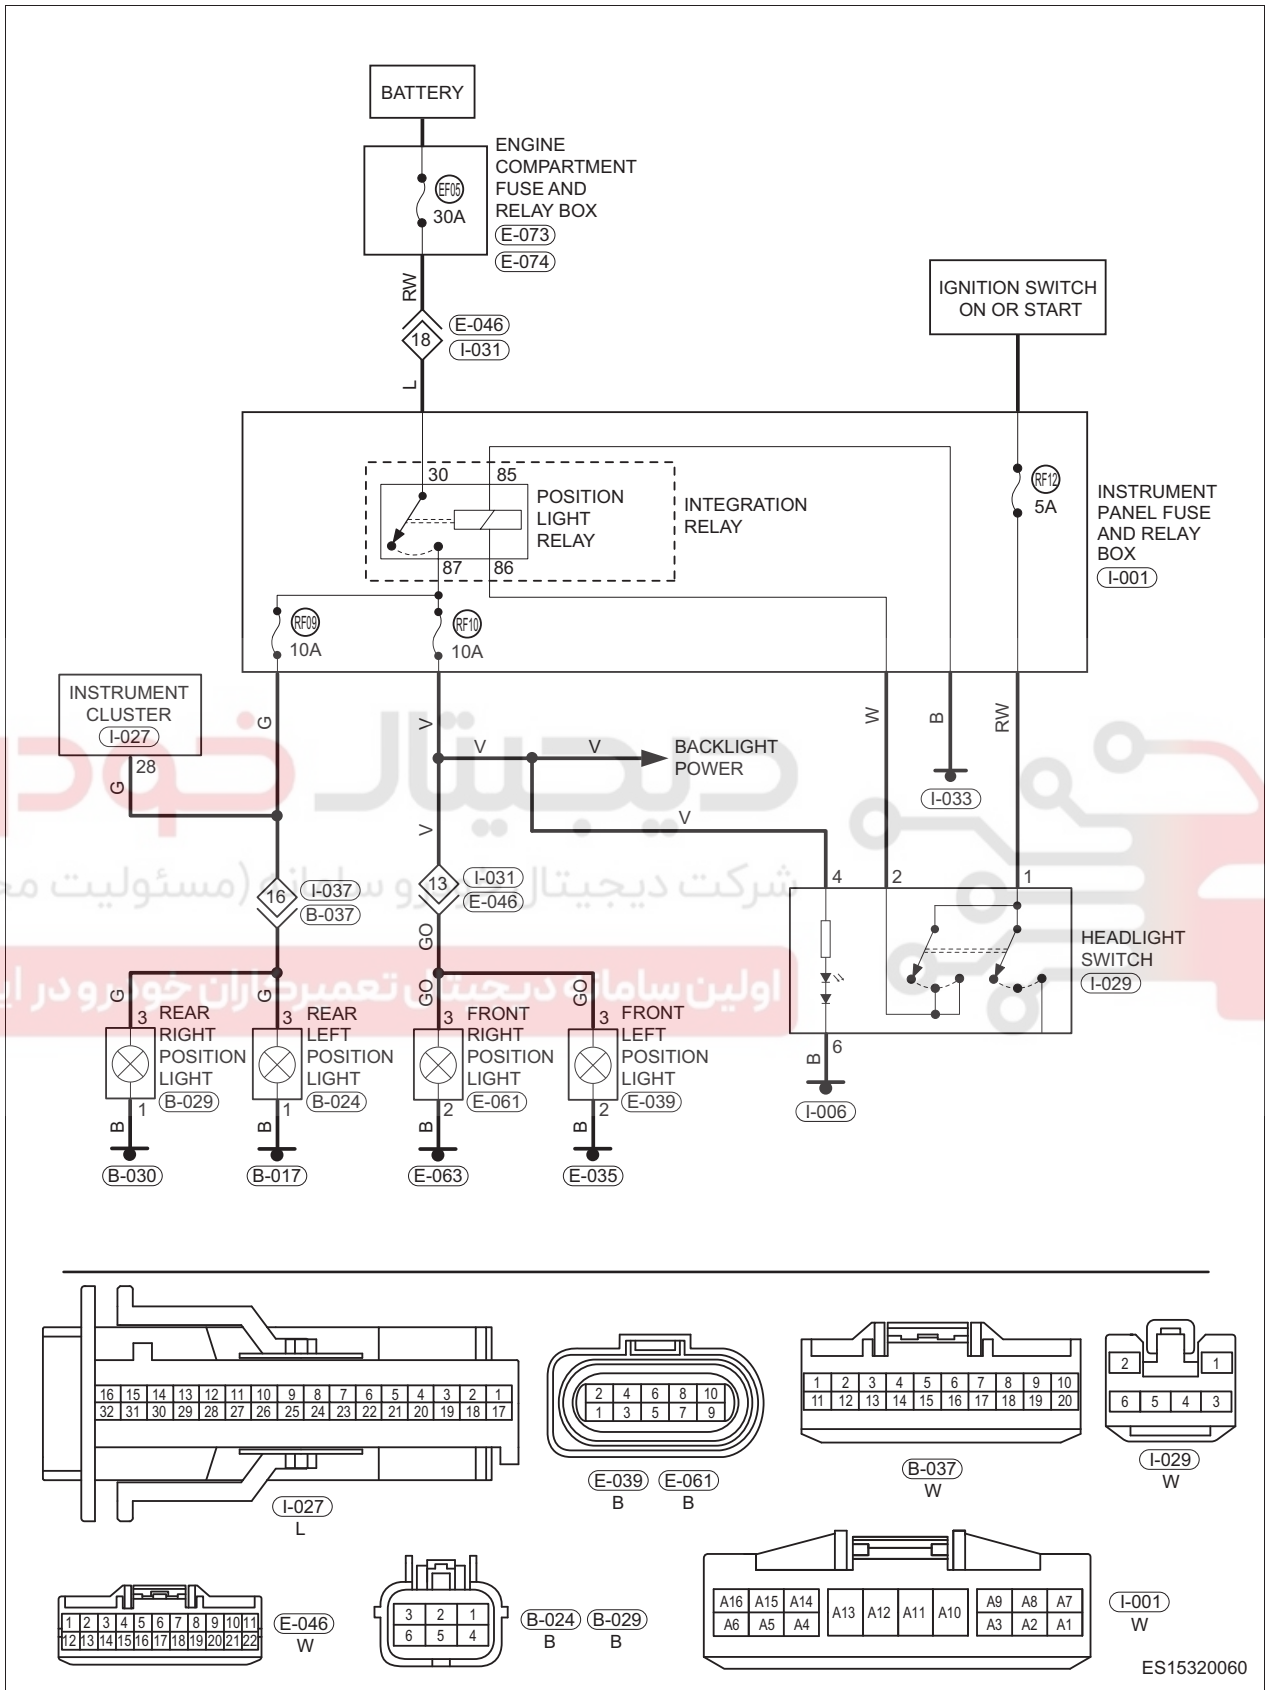 BATTERY
ENGINE
COMPARTMENT
FUSE AND
RELAY BOX
E-073
E-074
EF05
30A
RW
18
E-046
I-031
L
IGNITION SWITCH
ON OR START
30
85
POSITION
LIGHT
RELAY
INTEGRATION
RELAY
87
86
RF12
5A
INSTRUMENT
PANEL FUSE
AND RELAY
BOX
I-001
RF09
10A
RF10
10A
INSTRUMENT
CLUSTER
I-027
28
G
G
V
V
V
BACKLIGHT
POWER
W
B
RW
I-033
V
V
دیجیتال خودرو
شرکت دیجیتال خودرو سامانه (مسئولیت
اولین سامانه دیجیتال تعمیرکاران خودرو در
16
I-037
B-037
13
I-031
E-046
4
2
1
HEADLIGHT
SWITCH
I-029
6
B
I-006
G
G
GO
GO
GO
3
REAR
RIGHT
POSITION
LIGHT
B-029
3
REAR
LEFT
POSITION
LIGHT
B-024
3
FRONT
RIGHT
POSITION
LIGHT
E-061
3
FRONT
LEFT
POSITION
LIGHT
E-039
1
1
2
2
B
B
B
B
B-030
B-017
E-063
E-035
16 15 14 13 12 11 10 9 8 7 6 5 4 3 2 1
32 31 30 29 28 27 26 25 24 23 22 21 20 19 18 17
I-027
L
2 4 6 8 10
1 3 5 7 9
E-039 E-061
B B
1 2 3 4 5 6 7 8 9 10
11 12 13 14 15 16 17 18 19 20
B-037
W
2 1
6 5 4 3
I-029
W
1 2 3 4 5 6 7 8 9 10 11
12 13 14 15 16 17 18 19 20 21 22
E-046
W
3 2 1
6 5 4
B-024 B-029
B B
A16 A15 A14 A13 A12 A11 A10 A9 A8 A7
A6 A5 A4 A3 A2 A1
I-001
W
ES15320060